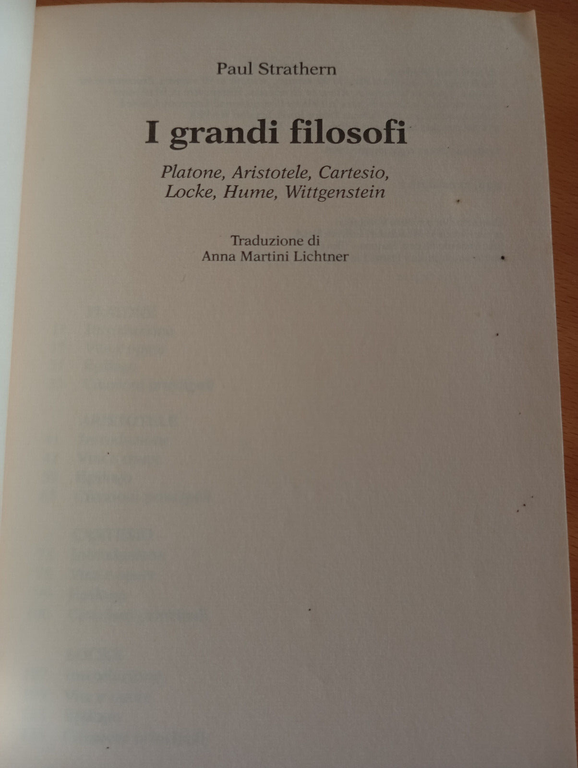 Paul Strathern
I grandi filosofi
Platone, Aristotele, Cartesio,
Locke, Hume, Wittgenstein
Traduzione di
Anna Martini Lichtner